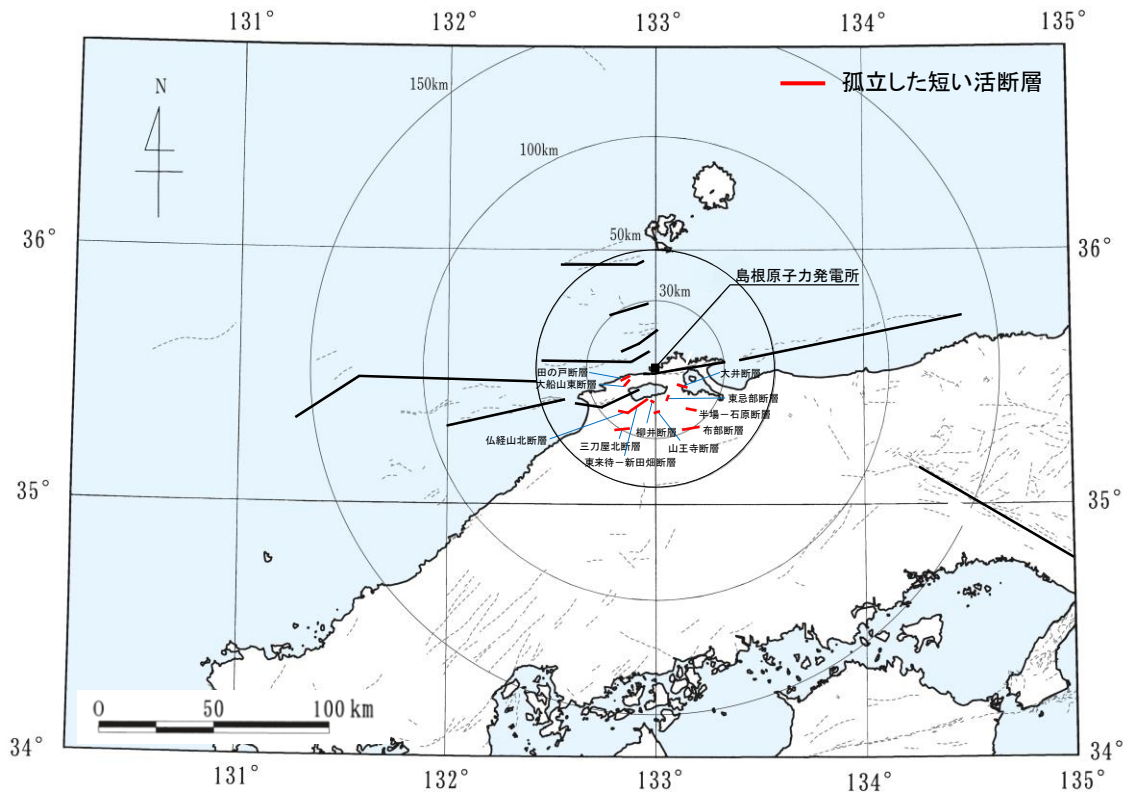 131°
132°
133°
134°
135°
孤立した短い活断層
N
150km
100km
50km
30km
36°
36°
島根原子力発電所
田の戸断層
大船山東断層
大井断層
東忌部断層
半場－石原断層
布部断層
仏経山北断層
柳井断層
山王寺断層
三刀屋北断層
東来待－新田畑断層
35°
35°
0 50 100 km
34°
34°
131°
132°
133°
134°
135°